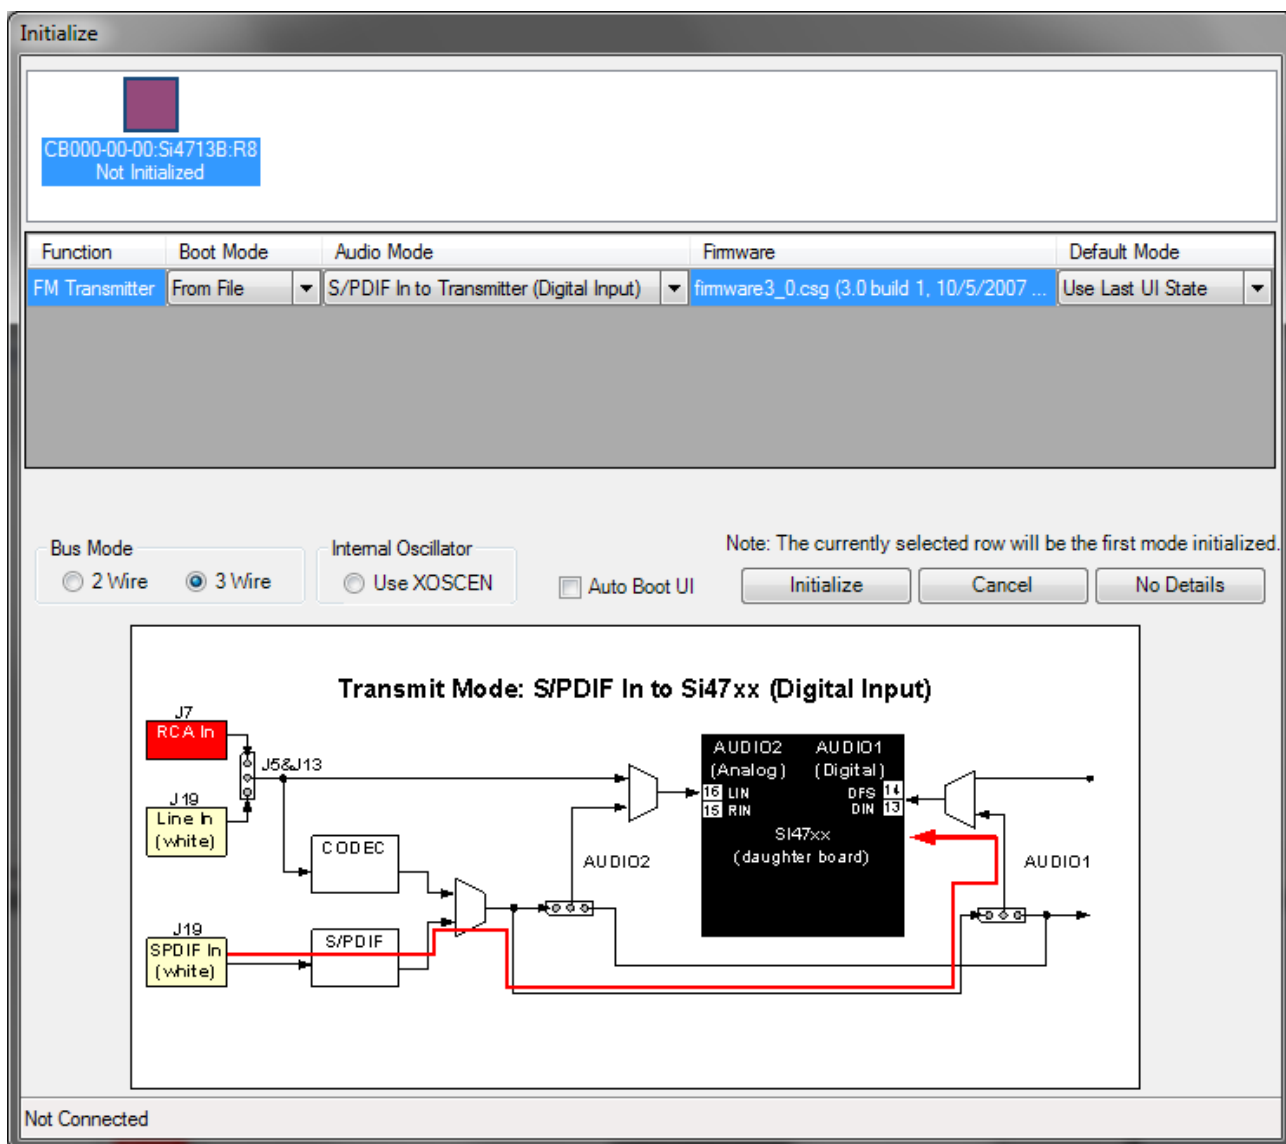 Initialize
CB000-00-00:Si4713B:R8
Not Initialized
Function Boot Mode Audio Mode Firmware Default Mode
FM Transmitter From File S/PDIF In to Transmitter (Digital Input) firmware3_0.csg (3.0 build 1, 10/5/2007 ... Use Last UI State
Note: The currently selected row will be the first mode initialized.
Bus Mode Internal Oscillator
2 Wire 3 Wire Use XOSCEN Auto Boot UI Initialize Cancel No Details
Transmit Mode: S/PDIF In to Si47xx (Digital Input)
J7
RCA In
J5&J13
J19
Line In
(white)
CODEC
J19
SPDIF In
(white)
S/PDIF
AUDIO2
AUDIO2 AUDIO1
(Analog) (Digital)
16 LIN DFS 14
15 RIN DIN 13
SI47xx
(daughter board)
AUDIO1
Not Connected